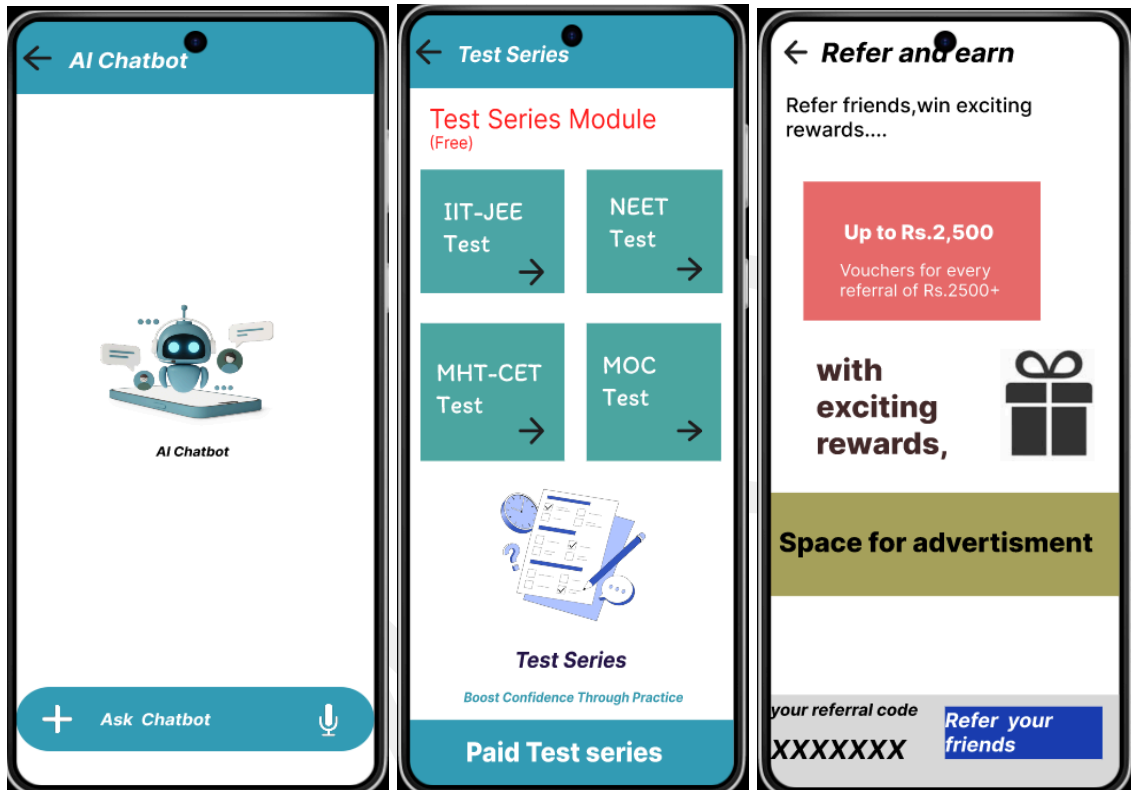 AI Chatbot
AI Chatbot
Ask Chatbot
Test Series
Test Series Module
(Free)
IIT-JEE
Test
NEET
Test
MHT-CET
Test
MOC
Test
Test Series
Boost Confidence Through Practice
Paid Test series
Refer and earn
Refer friends,win exciting
rewards....
Up to Rs.2,500
Vouchers for every
referral of Rs.2500+
with
exciting
rewards,
Space for advertisment
your referral code
XXXXXXX
Refer your
friends